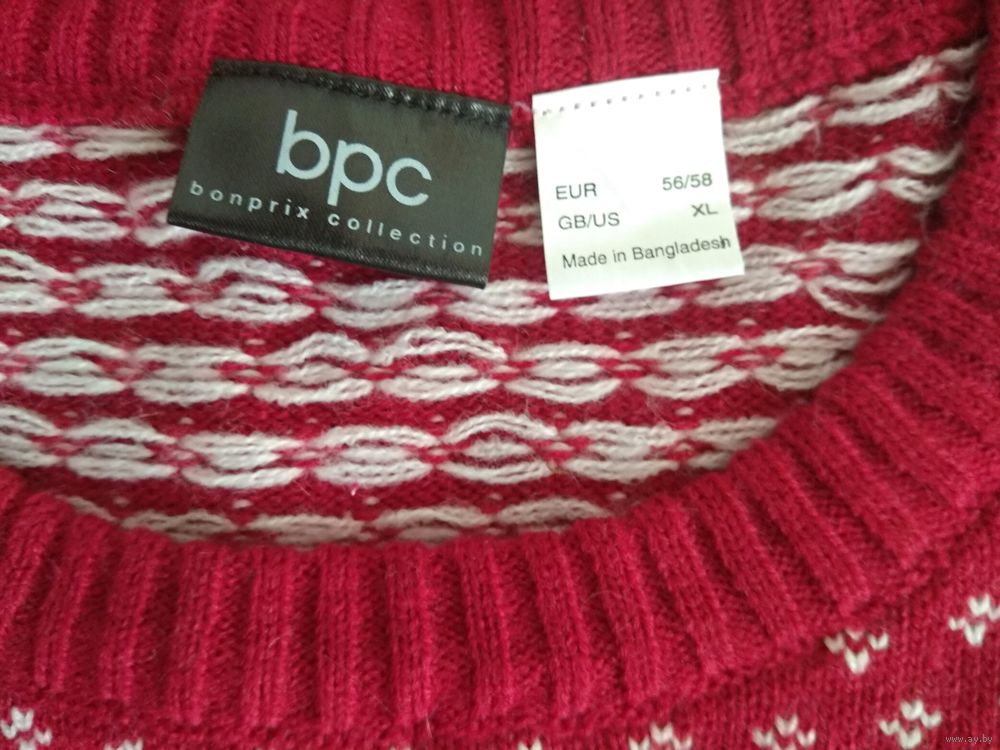 bpc
bonprix collection
EUR 56/58
GB/US XL
Made in Bangladesh
www.ay.by